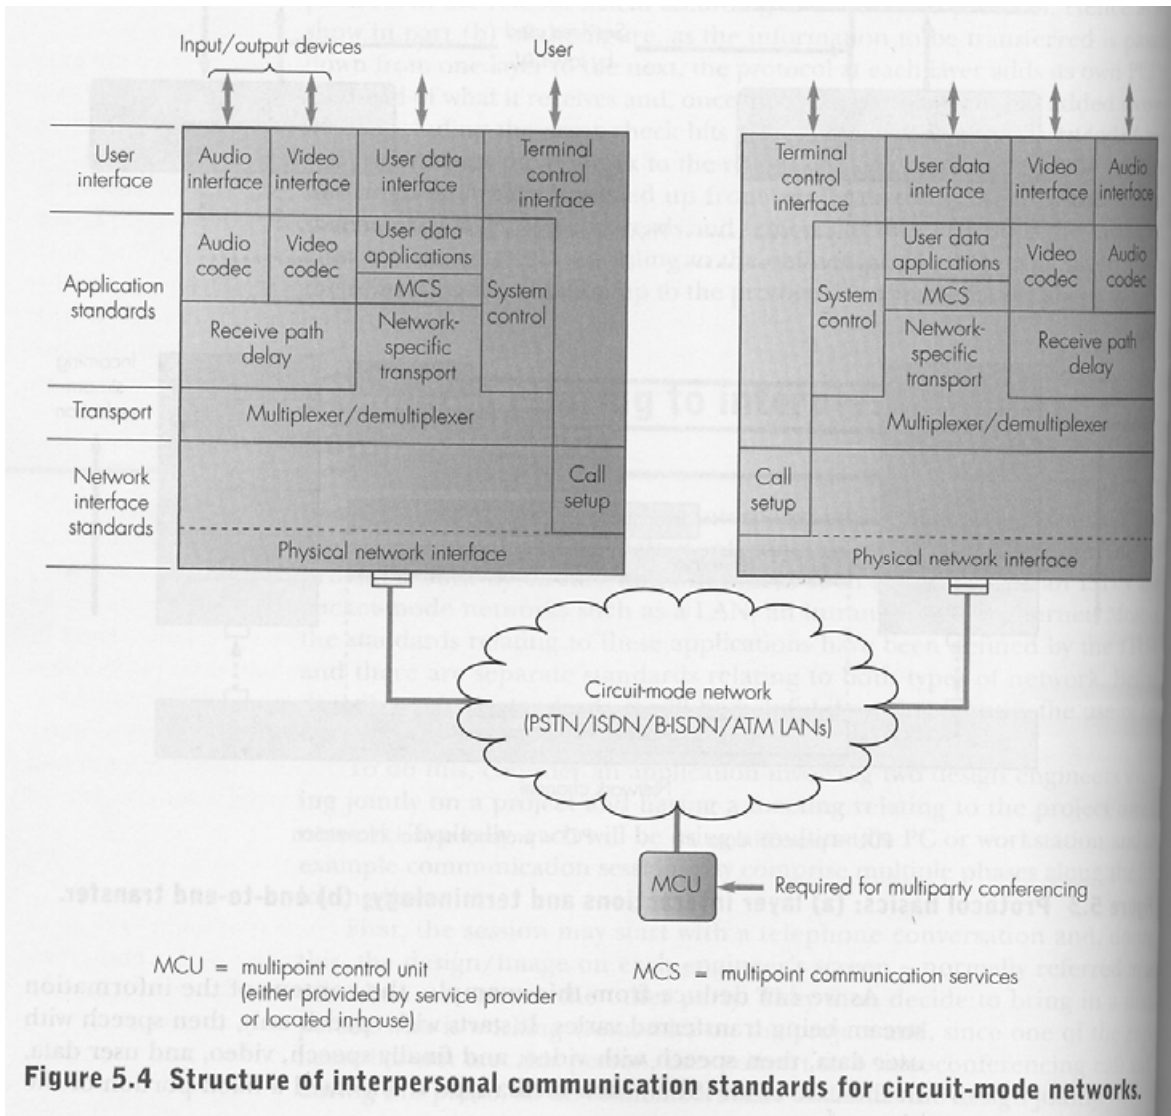 Input/output devices
User
User
interface
Audio
interface
Video
interface
User data
interface
Terminal
control
interface
Terminal
control
interface
User data
interface
Video
interface
Audio
interface
Application
standards
Audio
codec
Video
codec
User data
applications
MCS
System
control
Receive path
delay
Network-
specific
transport
System
control
User data
applications
MCS
Network-
specific
transport
Video
codec
Audio
codec
Receive path
delay
Transport
Multiplexer/demultiplexer
Multiplexer/demultiplexer
Network
interface
standards
Call
setup
Call
setup
Physical network interface
Physical network interface
Circuit-mode network
(PSTN/ISDN/B-ISDN/ATM LANs)
MCU
Required for multiparty conferencing
MCU = multipoint control unit
(either provided by service provider
or located in-house)
MCS = multipoint communication services
Figure 5.4 Structure of interpersonal communication standards for circuit-mode networks.